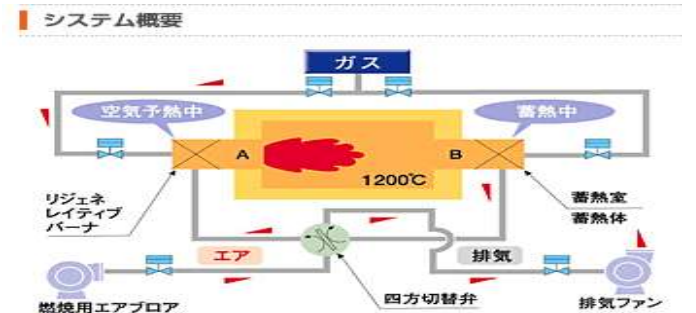 システム概要
ガス
空気予熱中
蓄熱中
A
B
1200℃
リジェネ
レイティブ
バーナ
蓄熱室
蓄熱体
エア
排気
四方切替弁
燃焼用エアブロア
排気ファン